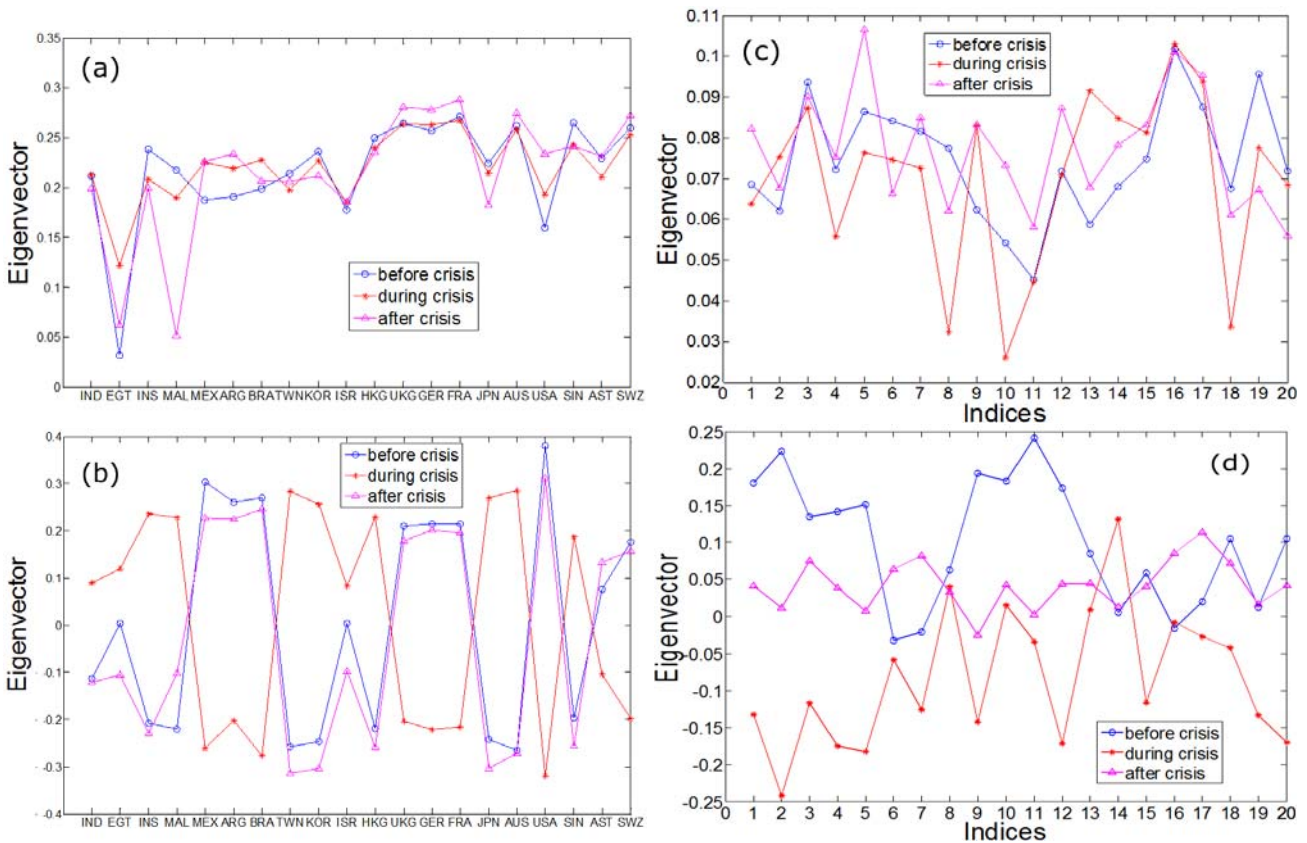 (a)
Eigenvector
0.35
0.3
0.25
0.2
0.15
0.1
0.05
0
before crisis
during crisis
after crisis
IND EGT INS MAL MEX ARG BRA TWN KOR ISR HKG UKG GER FRA JPN AUS USA SIN AST SWZ
(c)
Eigenvector
0.11
0.1
0.09
0.08
0.07
0.06
0.05
0.04
0.03
0.02
before crisis
during crisis
after crisis
0 1 2 3 4 5 6 7 8 9 10 11 12 13 14 15 16 17 18 19 20
Indices
(b)
Eigenvector
0.4
0.3
0.2
0.1
0
-0.1
-0.2
-0.3
-0.4
before crisis
during crisis
after crisis
IND EGT INS MAL MEX ARG BRA TWN KOR ISR HKG UKG GER FRA JPN AUS USA SIN AST SWZ
(d)
Eigenvector
0.25
0.2
0.15
0.1
0.05
0
-0.05
-0.1
-0.15
-0.2
-0.25
before crisis
during crisis
after crisis
0 1 2 3 4 5 6 7 8 9 10 11 12 13 14 15 16 17 18 19 20
Indices